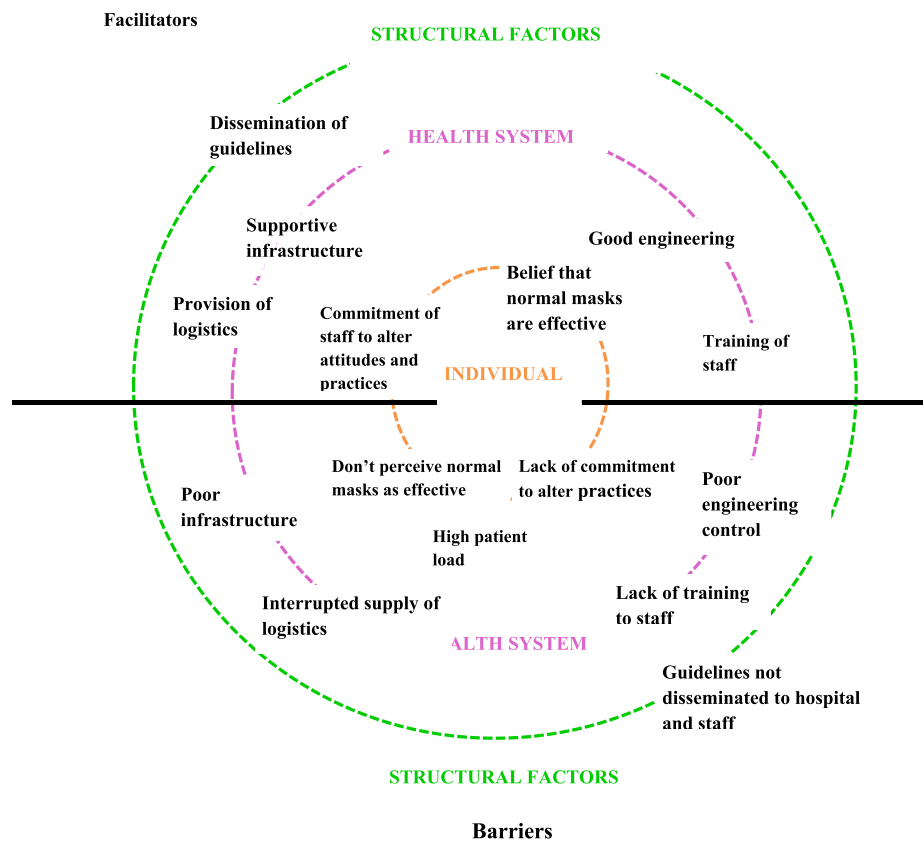 Facilitators
STRUCTURAL FACTORS
Dissemination of
guidelines
HEALTH SYSTEM
Supportive
infrastructure
Good engineering
Belief that
normal masks
are effective
Provision of
logistics
Commitment of
staff to alter
attitudes and
practices
Training of
staff
INDIVIDUAL
Don't perceive normal
masks as effective
Lack of commitment
to alter practices
Poor
engineering
control
Poor
infrastructure
High patient
load
Interrupted supply of
logistics
Lack of training
to staff
ALTH SYSTEM
Guidelines not
disseminated to hospital
and staff
STRUCTURAL FACTORS
Barriers